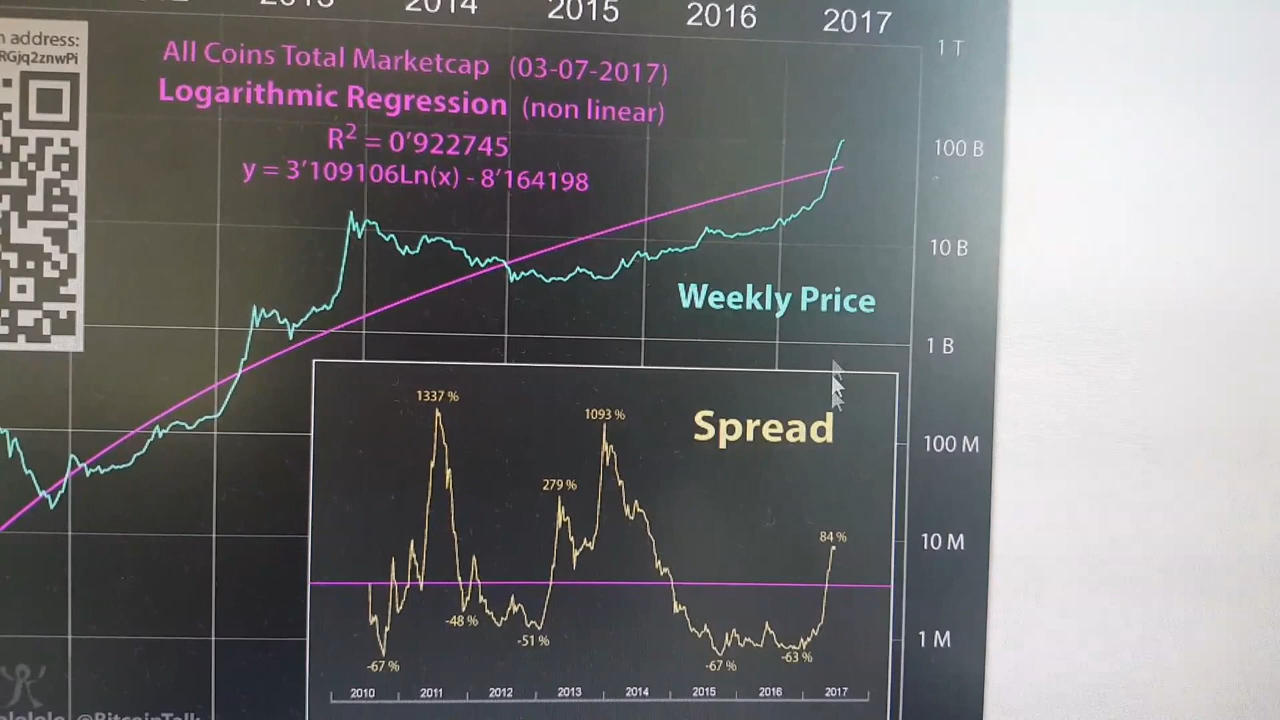 2013 2014 2015 2016 2017
address:
RGjq2znwPi
All Coins Total Marketcap (03-07-2017)
Logarithmic Regression (non linear)
R² = 0'922745
y = 3'109106Ln(x) - 8'164198
1 T
100 B
10 B
1 B
100 M
10 M
1 M
Weekly Price
Spread
1337 %
1093 %
279 %
84 %
-48 %
-51 %
-67 %
-67 %
-63 %
2010 2011 2012 2013 2014 2015 2016 2017
@BitcoinTalk